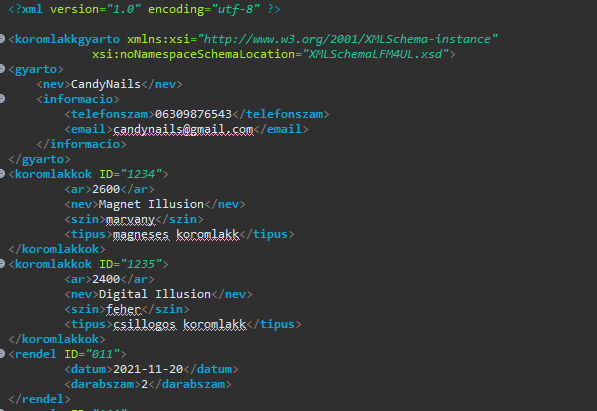 <?xml version="1.0" encoding="utf-8" ?>
<koromlakkgyarto xmlns:xsi="http://www.w3.org/2001/XMLSchema-instance"
xsi:noNamespaceSchemaLocation="XMLSchemaLFM4UL.xsd">
<gyarto>
<nev>CandyNails</nev>
<informacio>
<telefonszam>06309876543</telefonszam>
<email>candynails@gmail.com</email>
</informacio>
</gyarto>
<koromlakkok ID="1234">
<ar>2600</ar>
<nev>Magnet Illusion</nev>
<szin>marvany</szin>
<tipus>magneses koromlakk</tipus>
</koromlakkok>
<koromlakkok ID="1235">
<ar>2400</ar>
<nev>Digital Illusion</nev>
<szin>feher</szin>
<tipus>csillogos koromlakk</tipus>
</koromlakkok>
<rendel ID="011">
<datum>2021-11-20</datum>
<darabszam>2</darabszam>
</rendel>